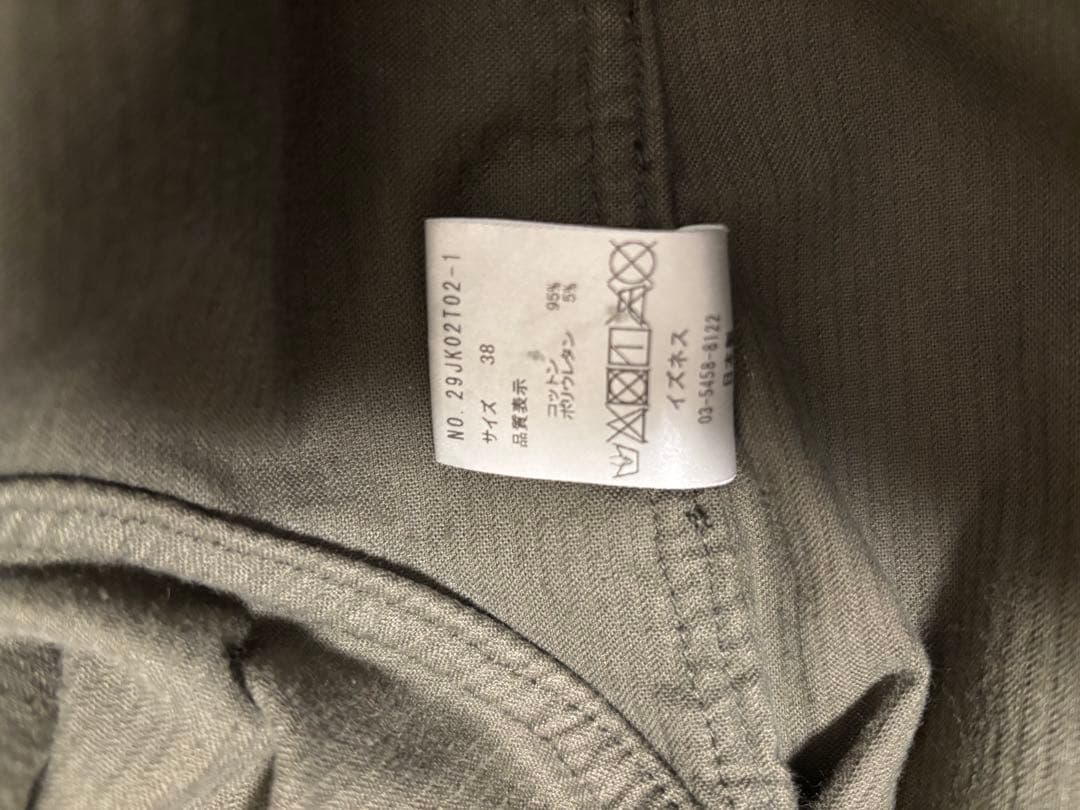 NO. 29JK02T02-1
サイズ 38
品質表示
コットン 95%
ポリウレタン 5%
イズネス
03-5458-8122